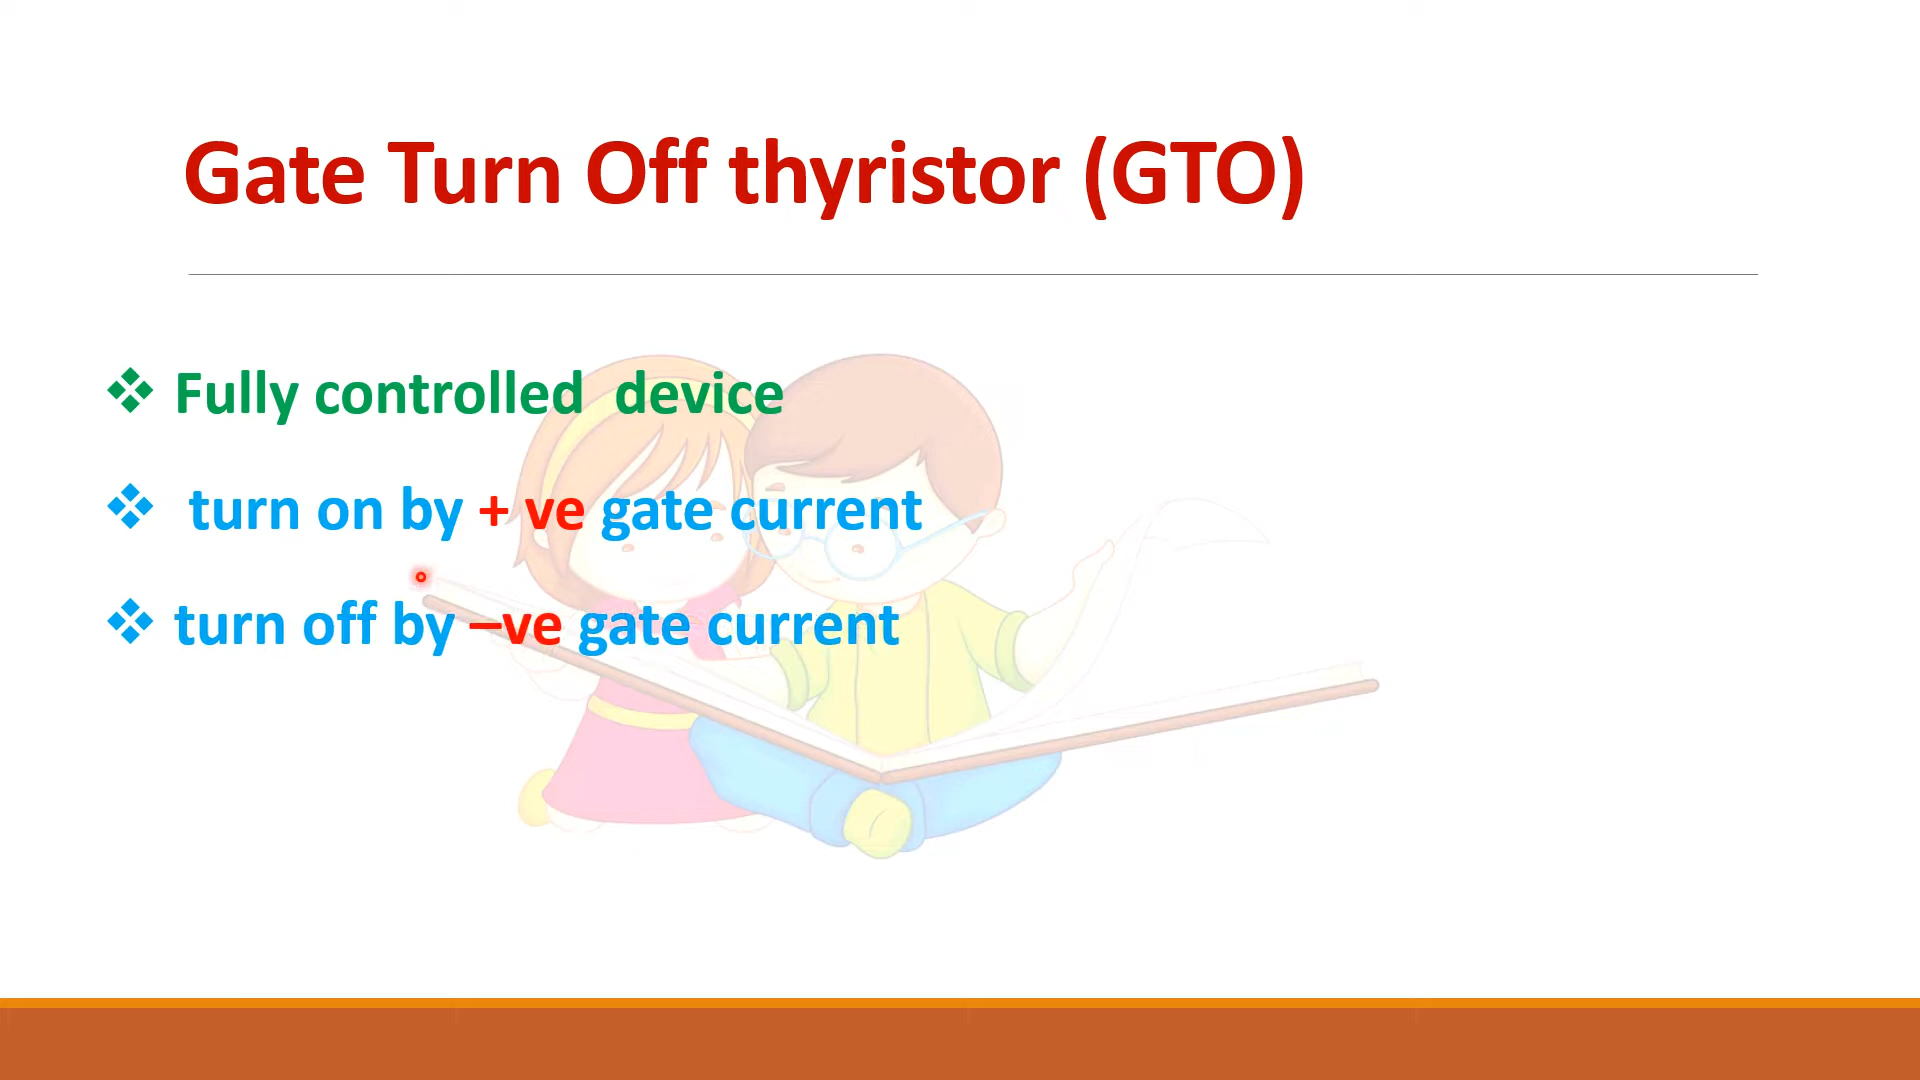 Gate Turn Off thyristor (GTO)
❖ Fully controlled device
❖ turn on by + ve gate current
❖ turn off by –ve gate current